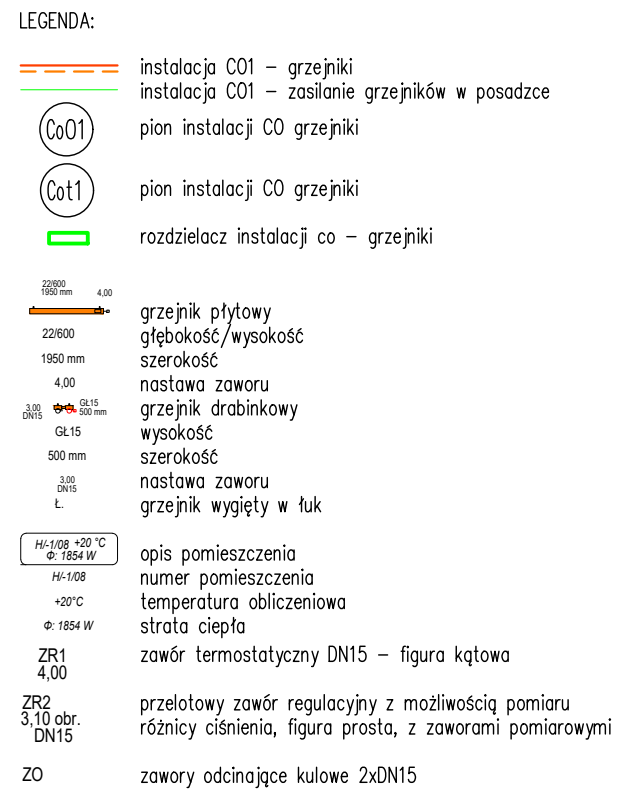 LEGENDA:
instalacja CO1 – grzejniki
instalacja CO1 – zasilanie grzejników w posadzce
CoO1 pion instalacji CO grzejniki
Cot1 pion instalacji CO grzejniki
rozdzielacz instalacji co – grzejniki
22/600
1950 mm 4,00
grzejnik płytowy
22/600 głębokość/wysokość
1950 mm szerokość
4,00 nastawa zaworu
3,00 GŁ15 grzejnik drabinkowy
DN15 500 mm
GŁ15 wysokość
500 mm szerokość
3,00 nastawa zaworu
DN15
Ł. grzejnik wygięty w łuk
H/-1/08 +20 °C
Φ: 1854 W opis pomieszczenia
H/-1/08 numer pomieszczenia
+20°C temperatura obliczeniowa
Φ: 1854 W strata ciepła
ZR1 zawór termostatyczny DN15 – figura kątowa
4,00
ZR2 przelotowy zawór regulacyjny z możliwością pomiaru
3,10 obr. różnicy ciśnienia, figura prosta, z zaworami pomiarowymi
DN15
ZO zawory odcinające kulowe 2xDN15